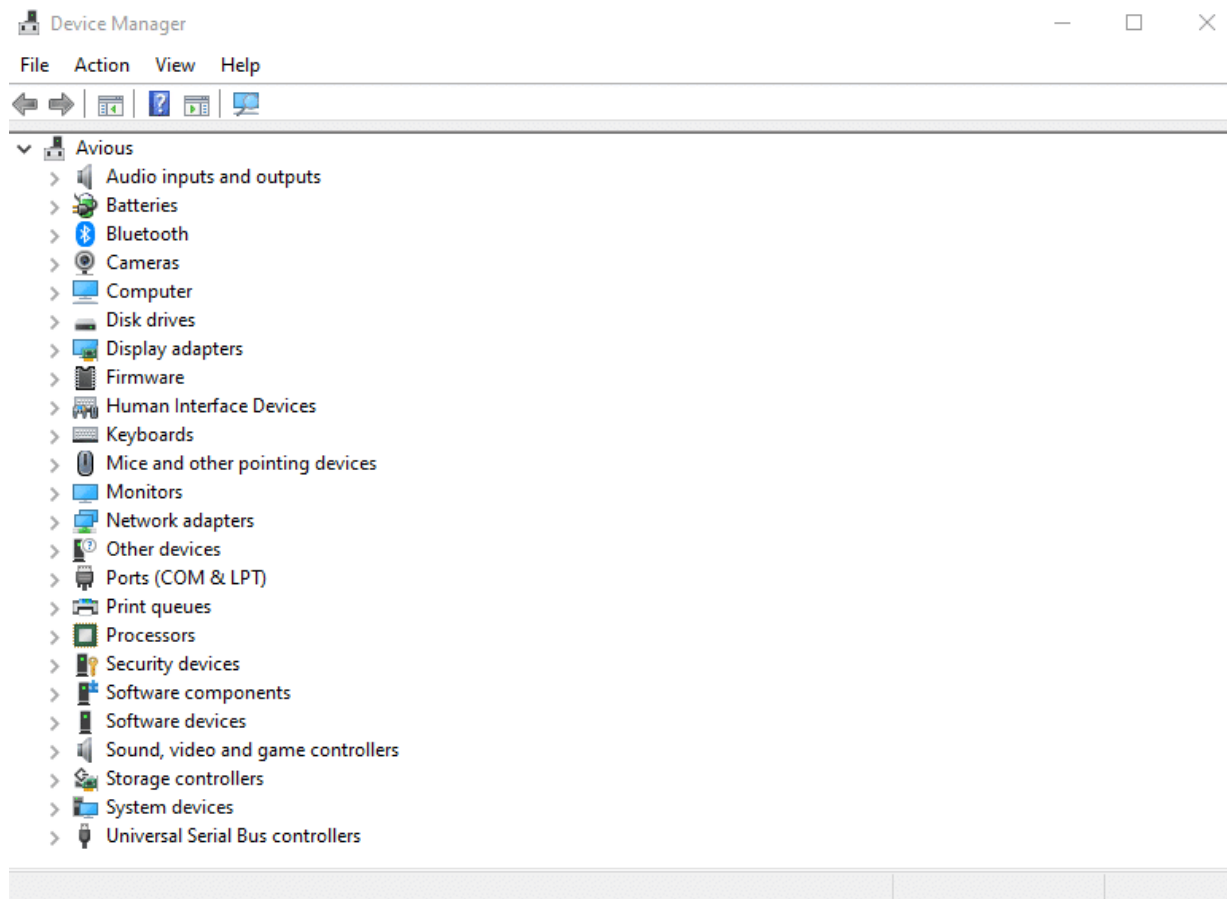 Device Manager
File Action View Help
Avious
Audio inputs and outputs
Batteries
Bluetooth
Cameras
Computer
Disk drives
Display adapters
Firmware
Human Interface Devices
Keyboards
Mice and other pointing devices
Monitors
Network adapters
Other devices
Ports (COM & LPT)
Print queues
Processors
Security devices
Software components
Software devices
Sound, video and game controllers
Storage controllers
System devices
Universal Serial Bus controllers